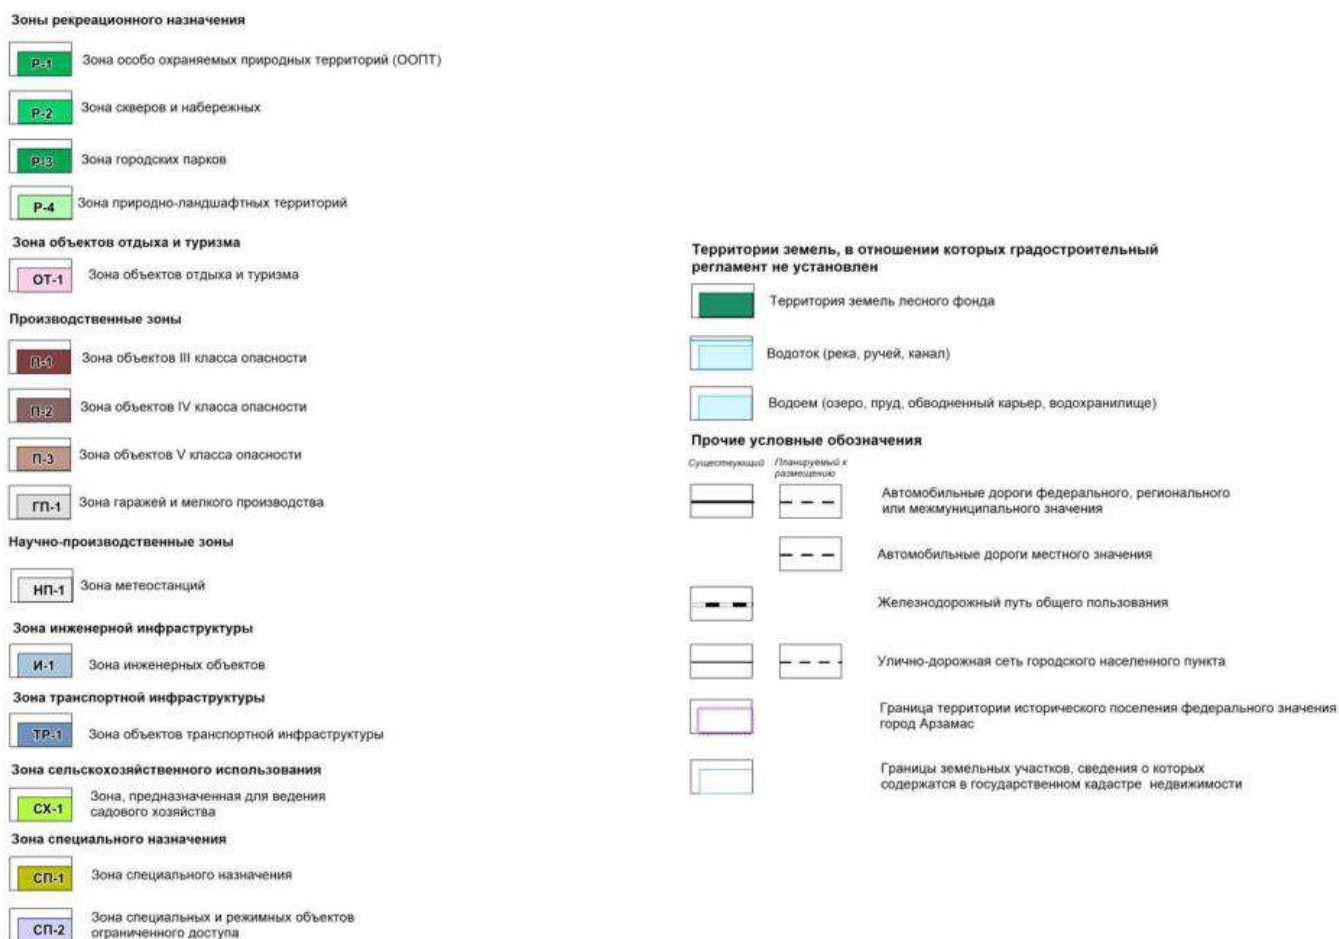 Зоны рекреационного назначения
Р-1
Зона особо охраняемых природных территорий (ООПТ)
Р-2
Зона скверов и набережных
Р-3
Зона городских парков
Р-4
Зона природно-ландшафтных территорий
Зона объектов отдыха и туризма
ОТ-1
Зона объектов отдыха и туризма
Производственные зоны
П-1
Зона объектов III класса опасности
П-2
Зона объектов IV класса опасности
П-3
Зона объектов V класса опасности
ГП-1
Зона гаражей и мелкого производства
Научно-производственные зоны
НП-1
Зона метеостанций
Зона инженерной инфраструктуры
И-1
Зона инженерных объектов
Зона транспортной инфраструктуры
ТР-1
Зона объектов транспортной инфраструктуры
Зона сельскохозяйственного использования
СХ-1
Зона, предназначенная для ведения
садового хозяйства
Зона специального назначения
СП-1
Зона специального назначения
СП-2
Зона специальных и режимных объектов
ограниченного доступа
Территории земель, в отношении которых градостроительный
регламент не установлен
Территория земель лесного фонда
Водоток (река, ручей, канал)
Водоем (озеро, пруд, обводненный карьер, водохранилище)
Прочие условные обозначения
Существующий
Планируемый к
размещению
Автомобильные дороги федерального, регионального
или межмуниципального значения
Автомобильные дороги местного значения
Железнодорожный путь общего пользования
Улично-дорожная сеть городского населенного пункта
Граница территории исторического поселения федерального значения
город Арзамас
Границы земельных участков, сведения о которых
содержатся в государственном кадастре недвижимости